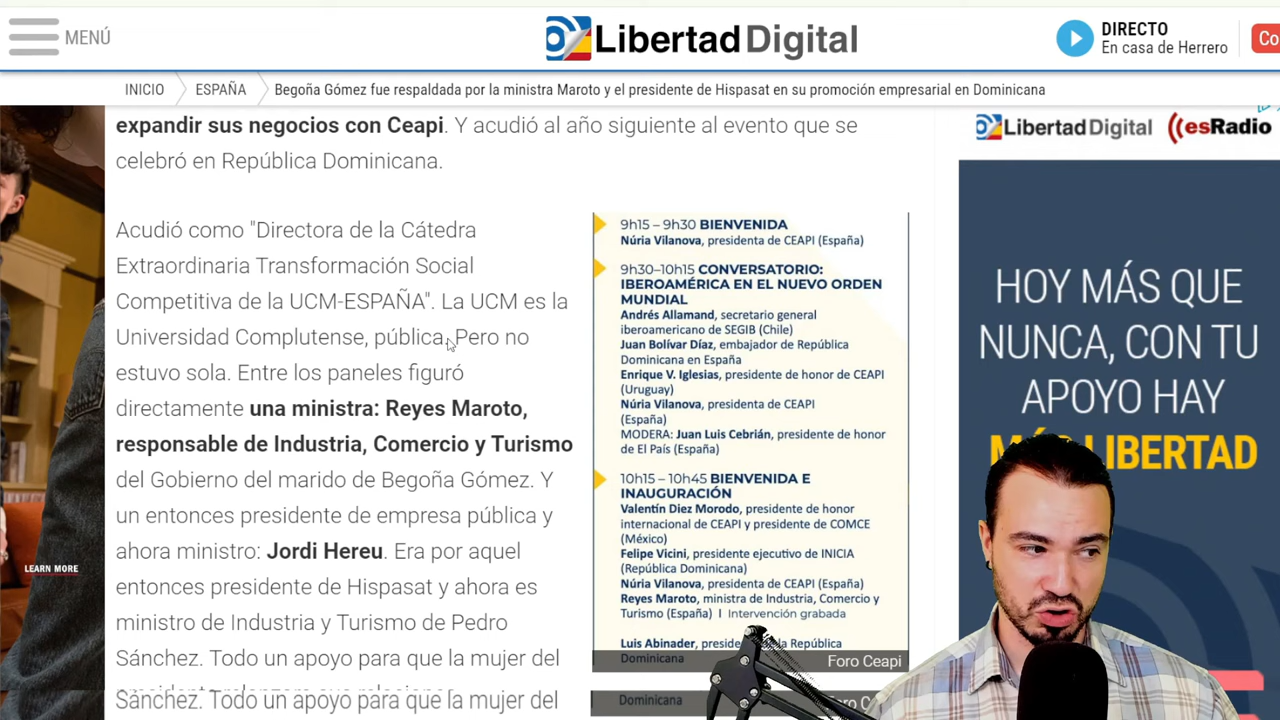 MENÚ
LibertadDigital
DIRECTO
En casa de Herrero
Co
INICIO
ESPAÑA
Begoña Gómez fue respaldada por la ministra Maroto y el presidente de Hispasat en su promoción empresarial en Dominicana
expandir sus negocios con Ceapi. Y acudió al año siguiente al evento que se
celebró en República Dominicana.
Acudió como "Directora de la Cátedra
Extraordinaria Transformación Social
Competitiva de la UCM-ESPAÑA". La UCM es la
Universidad Complutense, pública. Pero no
estuvo sola. Entre los paneles figuró
directamente una ministra: Reyes Maroto,
responsable de Industria, Comercio y Turismo
del Gobierno del marido de Begoña Gómez. Y
un entonces presidente de empresa pública y
ahora ministro: Jordi Hereu. Era por aquel
entonces presidente de Hispasat y ahora es
ministro de Industria y Turismo de Pedro
Sánchez. Todo un apoyo para que la mujer del
Sánchez. Todo un apoyo para que la mujer del
9h15 – 9h30 BIENVENIDA
Núria Vilanova, presidenta de CEAPI (España)
9h30–10h15 CONVERSATORIO:
IBEROAMÉRICA EN EL NUEVO ORDEN
MUNDIAL
Andrés Allamand, secretario general
iberoamericano de SEGIB (Chile)
Juan Bolívar Díaz, embajador de República
Dominicana en España
Enrique V. Iglesias, presidente de honor de CEAPI
(Uruguay)
Núria Vilanova, presidenta de CEAPI
(España)
MODERA: Juan Luis Cebrián, presidente de honor
de El País (España)
10h15 – 10h45 BIENVENIDA E
INAUGURACIÓN
Valentín Diez Morodo, presidente de honor
internacional de CEAPI y presidente de COMCE
(México)
Felipe Vicini, presidente ejecutivo de INICIA
(República Dominicana)
Núria Vilanova, presidenta de CEAPI (España)
Reyes Maroto, ministra de Industria, Comercio y
Turismo (España) I Intervención grabada
Luis Abinader, la República
Dominicana
Foro Ceapi
Dominicana
LibertadDigital
esRadio
HOY MÁS QUE
NUNCA, CON TU
APOYO HAY
LIBERTAD
LEARN MORE